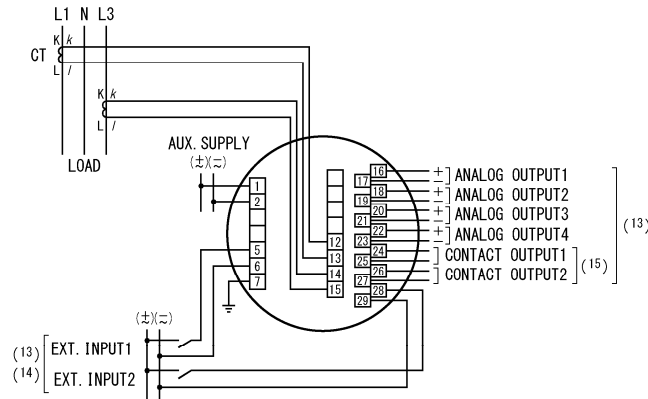 L1 N L3
K k
CT
L l
K k
L l
LOAD
AUX. SUPPLY
(±)(∓)
1
2
5
6
7
12
13
14
15
16
17
18
19
20
21
22
23
24
25
26
27
28
29
+ ANALOG OUTPUT1
−
+ ANALOG OUTPUT2
−
+ ANALOG OUTPUT3
−
+ ANALOG OUTPUT4
−
CONTACT OUTPUT1
CONTACT OUTPUT2
(15)
(13)
(±)(∓)
(13)
(14)
EXT. INPUT1
EXT. INPUT2